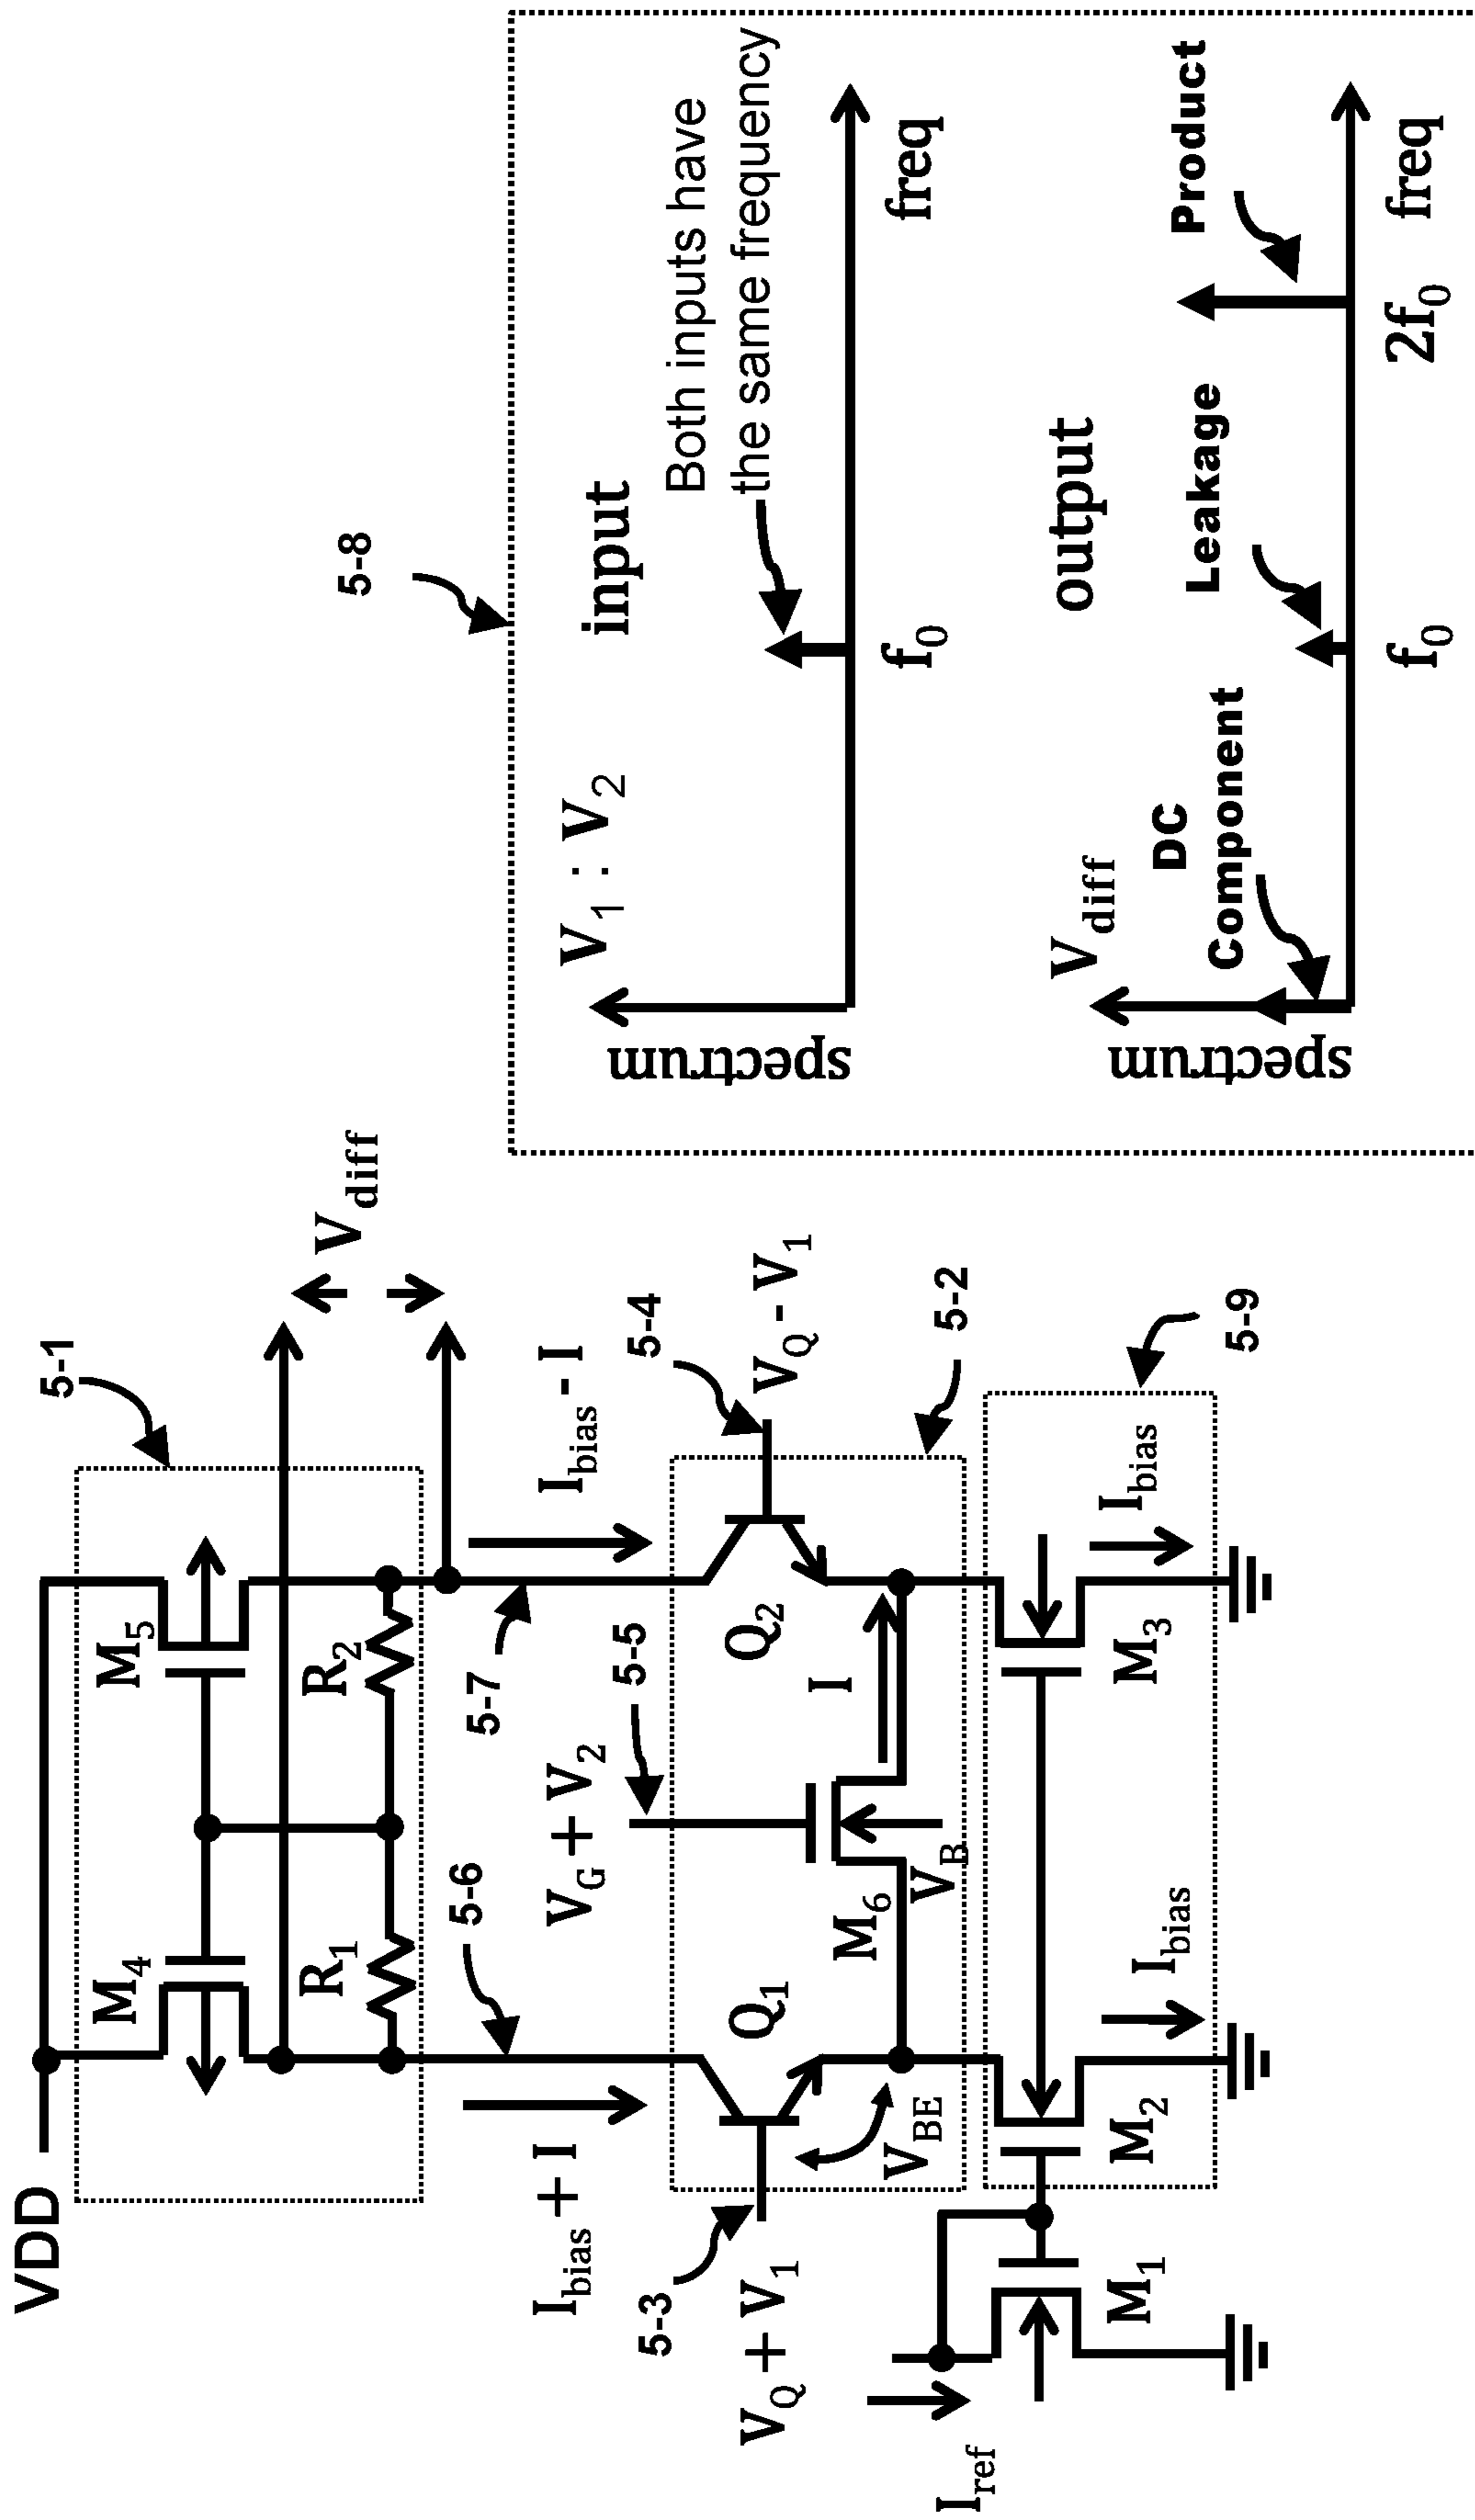 VDD
M4
M5
5-1
R1
R2
Vdiff
Ibias + I
5-6
5-7
Ibias - I
VG + V2
5-5
5-4
5-3
VQ + V1
Q1
Q2
VQ - V1
VBE
M6
VB
I
5-2
Iref
M1
M2
Ibias
M3
Ibias
5-9
5-8
V1 : V2
input
Both inputs have
the same frequency
spectrum
f0
freq
Vdiff
output
DC
Component
Leakage
Product
spectrum
f0
2f0
freq